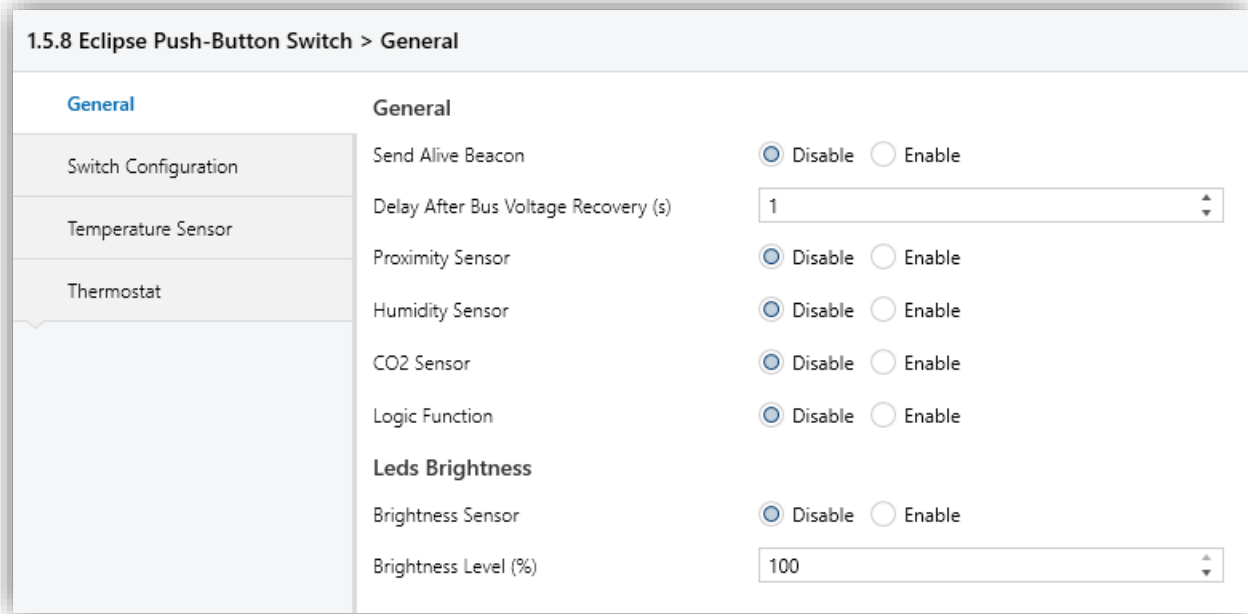 1.5.8 Eclipse Push-Button Switch > General
General
Switch Configuration
Temperature Sensor
Thermostat
General
Send Alive Beacon Disable Enable
Delay After Bus Voltage Recovery (s) 1
Proximity Sensor Disable Enable
Humidity Sensor Disable Enable
CO2 Sensor Disable Enable
Logic Function Disable Enable
Leds Brightness
Brightness Sensor Disable Enable
Brightness Level (%) 100